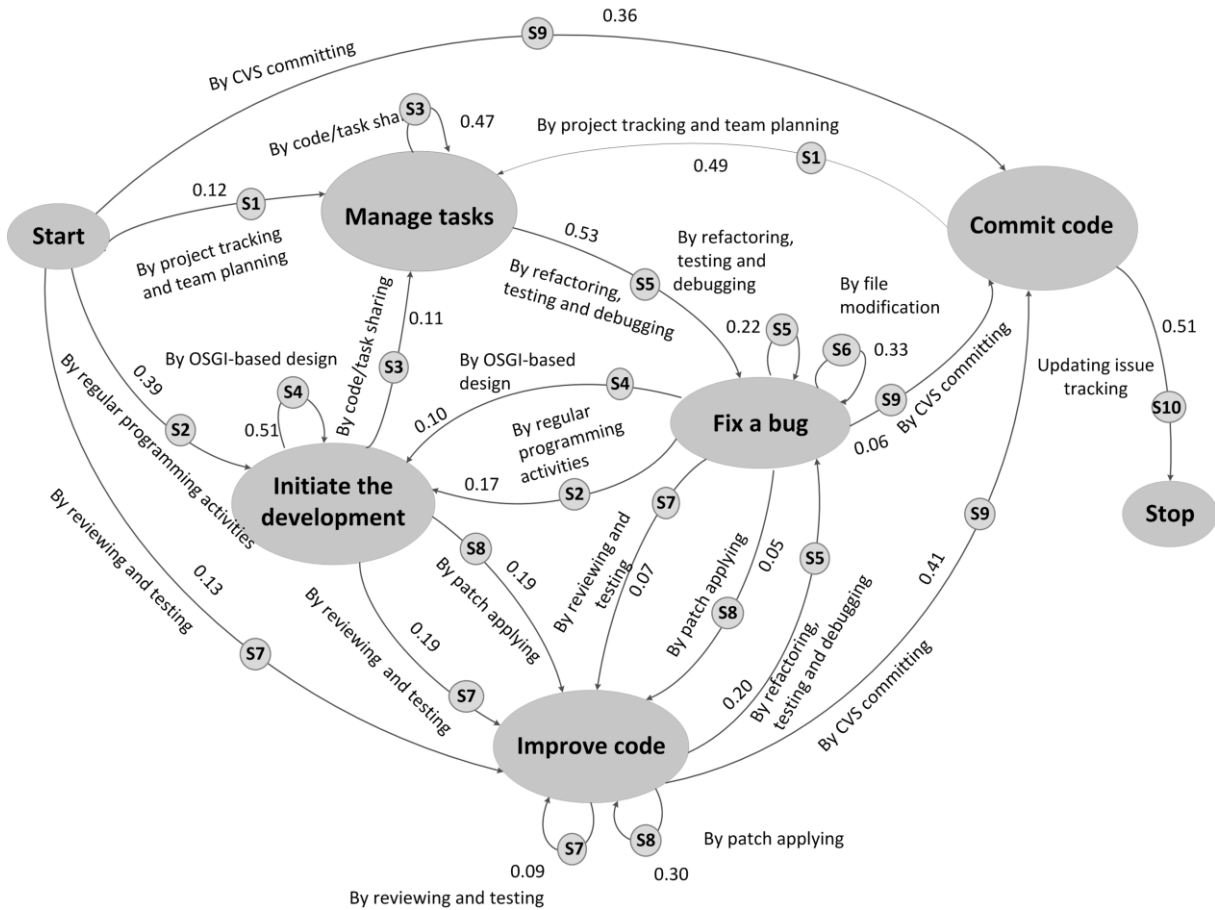 0.36
S9
By CVS committing
S3
By code/task sha
0.47
By project tracking and team planning
S1
0.49
0.12
S1
Manage tasks
Start
Commit code
By project tracking
and team planning
0.53
By refactoring,
testing and
debugging
By refactoring,
testing and debugging
S5
By file
modification
0.11
S3
By code/task sharing
0.22
S5
S6
0.33
0.51
Updating issue
tracking
S10
By OSGI-based design
S4
0.51
0.39
S2
By regular programming activities
By OSGI-based
design
S4
0.10
Fix a bug
S9
0.06
By CVS committing
By regular
programming
activities
0.17
S2
Initiate the
development
Stop
S7
By reviewing and
testing
0.07
S8
0.19
By patch applying
0.05
S8
By patch applying
S5
0.20
By refactoring,
testing and debugging
S9
0.41
By CVS committing
By reviewing and testing
0.13
S7
0.19
By reviewing and testing
S7
Improve code
S7
0.09
By reviewing and testing
S8
0.30
By patch applying